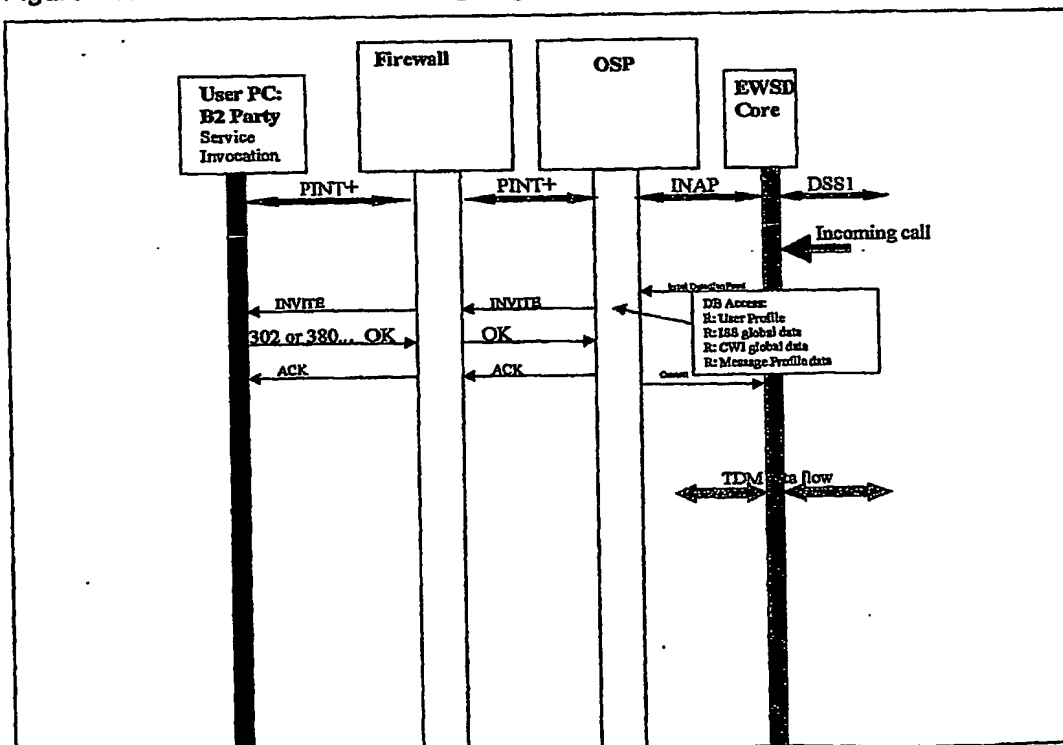 Figure
Firewall
OSP
User PC:
B2 Party
Service
Invocation
EWSD
Core
PINT+
PINT+
INAP
DSS1
Incoming call
INVITE
INVITE
DB Access:
R: User Profile
R: ISS global data
R: CWI global data
R: Message Profile data
302 or 380... OK
OK
ACK
ACK
TDM
flow